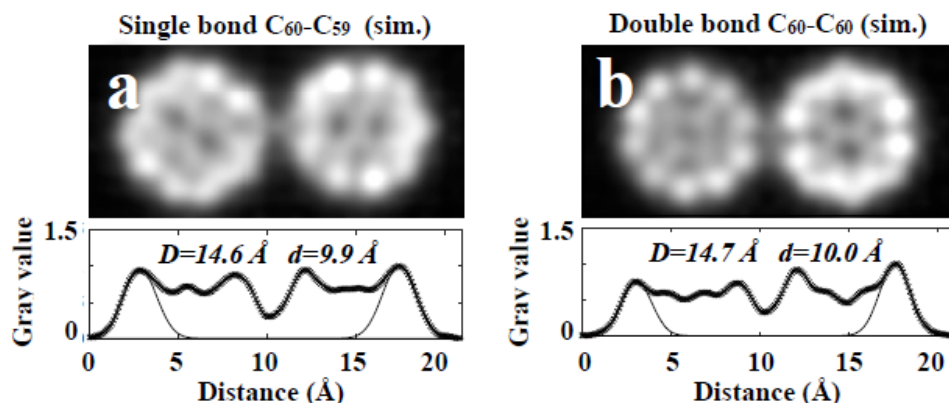 Single bond C₆₀-C₅₉ (sim.)
Double bond C₆₀-C₆₀ (sim.)
a
b
Gray value
1.5
0
D=14.6 Å d=9.9 Å
0 5 10 15 20
Distance (Å)
Gray value
1.5
0
D=14.7 Å d=10.0 Å
0 5 10 15 20
Distance (Å)